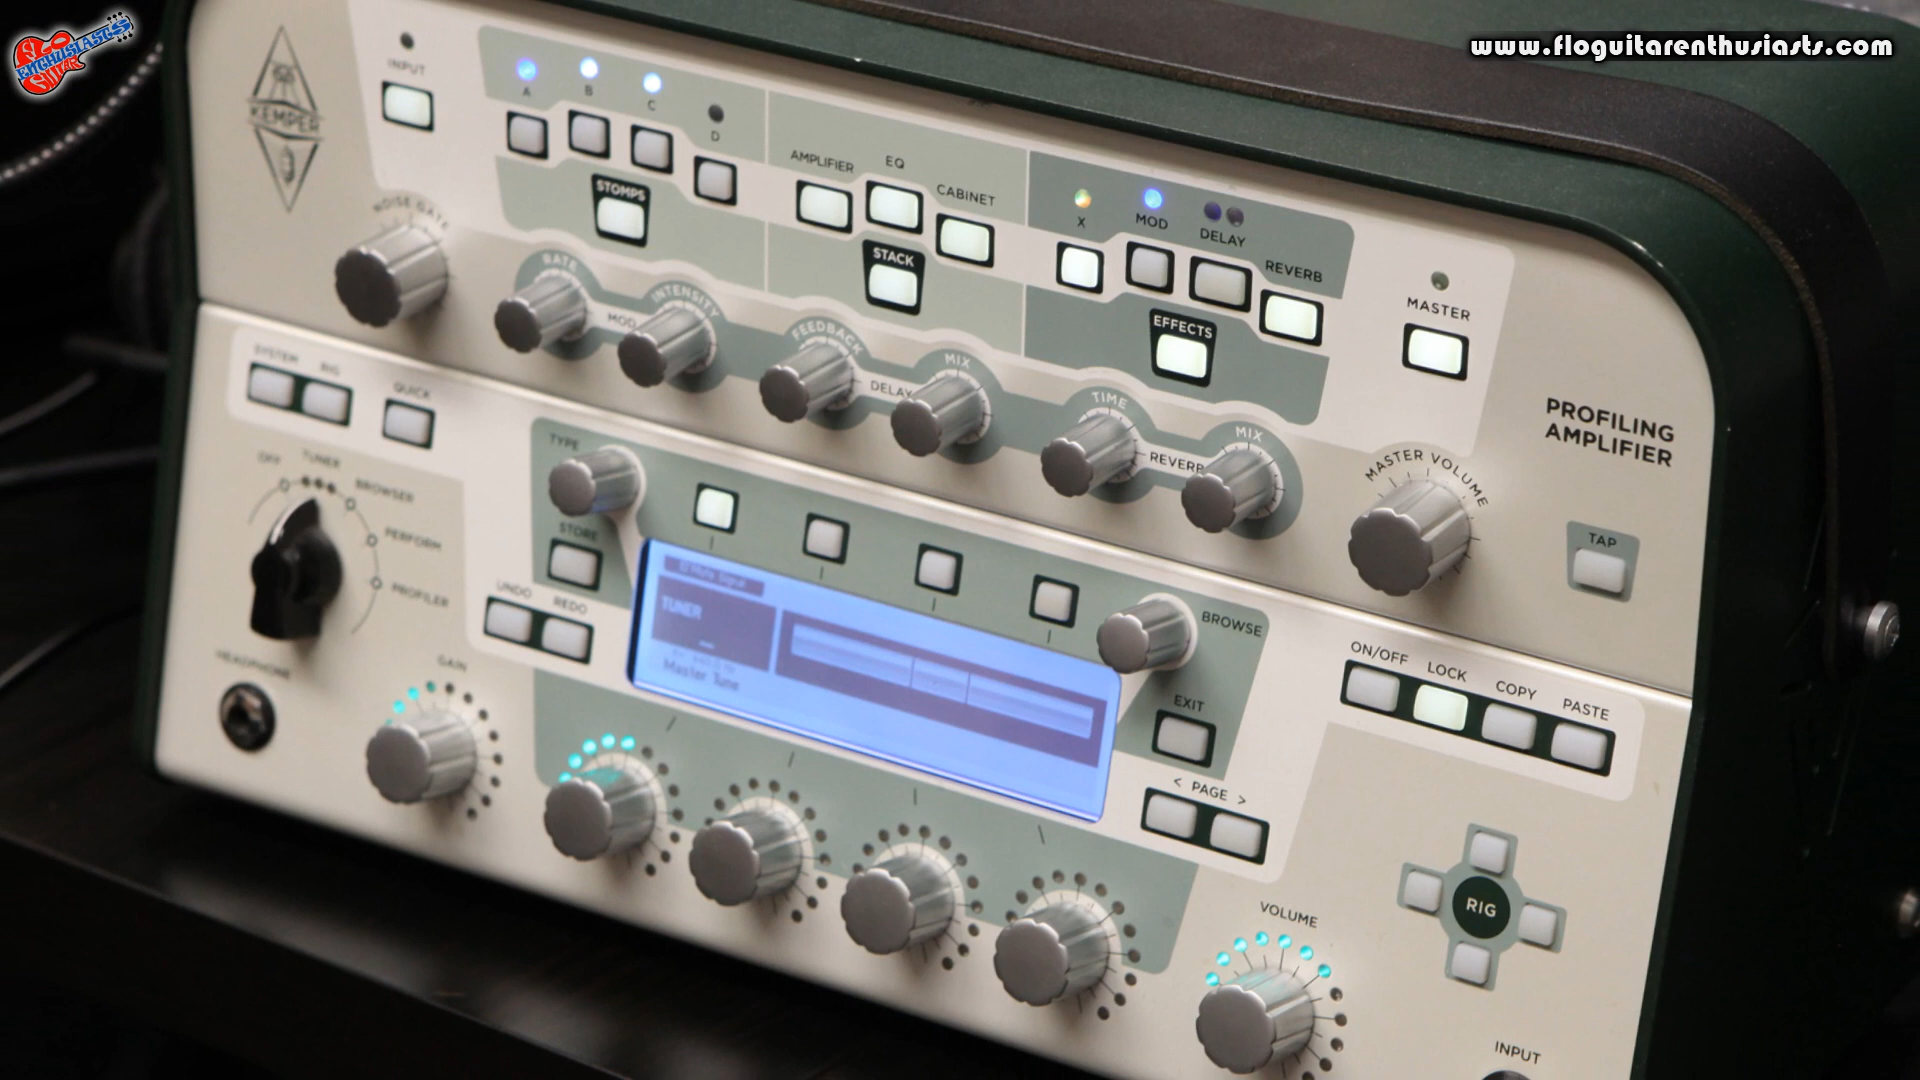 FLO
ENTHUSIASTS
GUITAR
www.floguitarenthusiasts.com
KEMPER
INPUT
A
B
C
D
STOMPS
AMPLIFIER
EQ
CABINET
STACK
X
MOD
DELAY
REVERB
EFFECTS
MASTER
NOISE GATE
RATE
MOD
INTENSITY
FEEDBACK
DELAY
MIX
TIME
REVERB
MIX
MASTER VOLUME
PROFILING
AMPLIFIER
TAP
SYSTEM
RIG
QUICK
OFF
TUNER
BROWSER
PERFORM
PROFILER
HEADPHONE
TYPE
STORE
UNDO
REDO
TUNER
Master Tune
BROWSE
EXIT
< PAGE >
ON/OFF
LOCK
COPY
PASTE
GAIN
VOLUME
RIG
INPUT